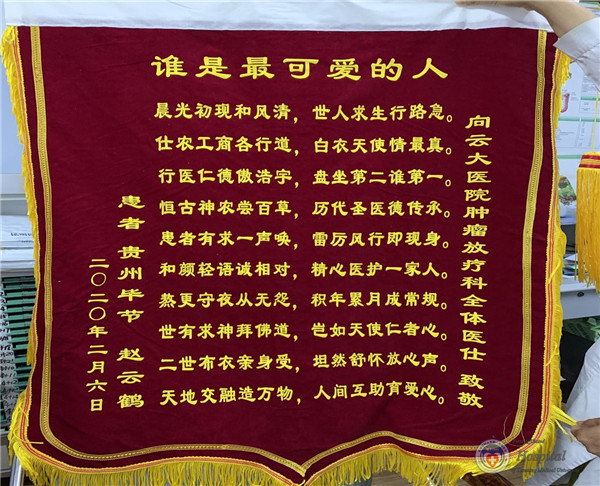 谁是最可爱的人
向云大医院肿瘤放疗科全体医仕 致敬
晨光初现和风清，世人求生行路急。
仕农工商各行道，白衣天使情最真。
行医仁德傲浩宇，盘坐第二谁第一。
恒古神农尝百草，历代圣医德传承。
患者有求一声唤，雷厉风行即现身。
和颜轻语诚相对，精心医护一家人。
熬更守夜从无怨，积年累月成常规。
世有求神拜佛道，岂如天使仁者心。
二世布衣亲身受，坦然舒怀放心声。
天地交融造万物，人间互助育爱心。
患者 贵州毕节 赵云鹤
二〇二〇年二月六日
Hospital